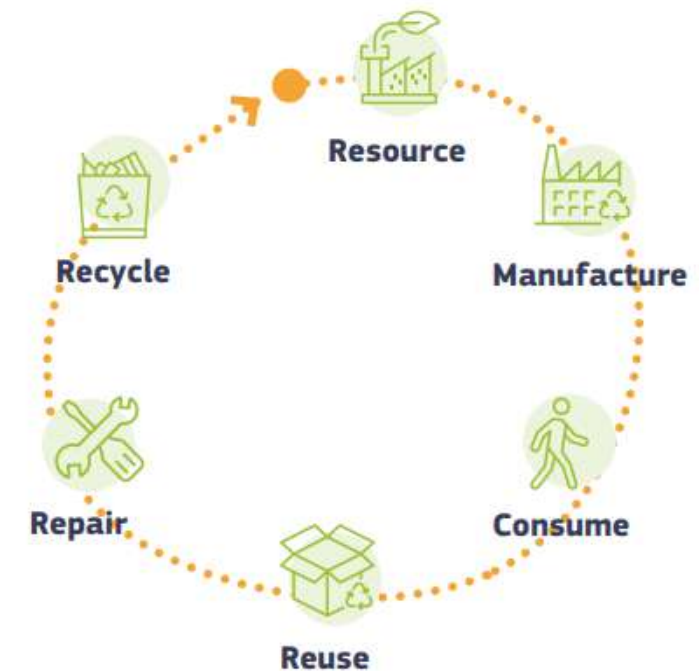 Resource
Manufacture
Consume
Reuse
Repair
Recycle